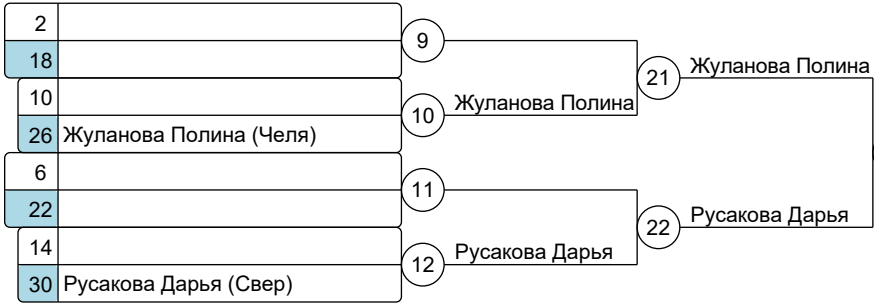 2
9
18
21 Жуланова Полина
10
10 Жуланова Полина
26 Жуланова Полина (Челя)
6
11
22
22 Русакова Дарья
14
12 Русакова Дарья
30 Русакова Дарья (Свер)